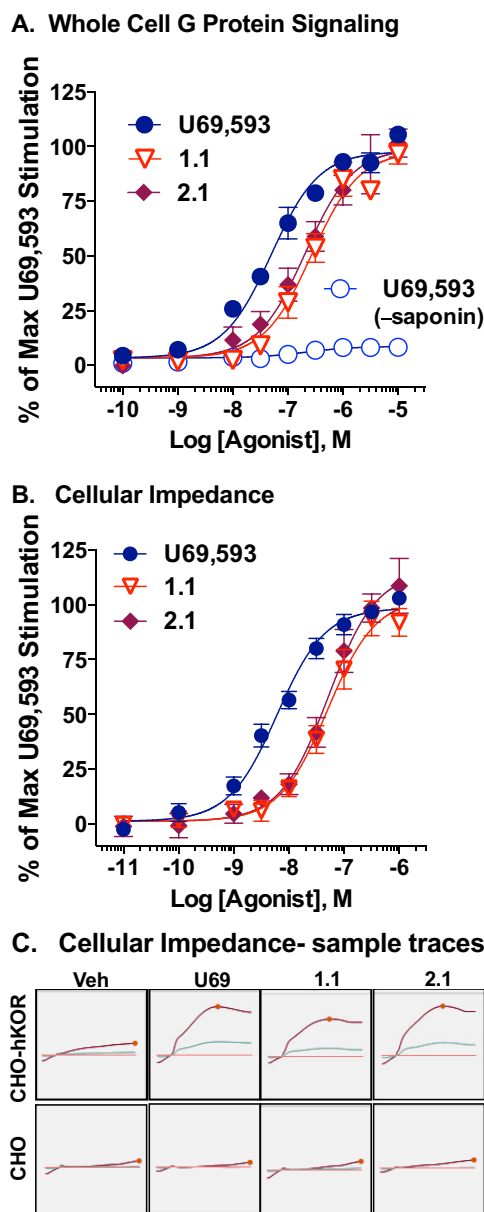 A. Whole Cell G Protein Signaling
% of Max U69,593 Stimulation
125
100
75
50
25
0
U69,593
1.1
2.1
U69,593
(–saponin)
-10 -9 -8 -7 -6 -5
Log [Agonist], M
B. Cellular Impedance
% of Max U69,593 Stimulation
125
100
75
50
25
0
U69,593
1.1
2.1
-11 -10 -9 -8 -7 -6
Log [Agonist], M
C. Cellular Impedance- sample traces
Veh U69 1.1 2.1
CHO-hKOR
CHO